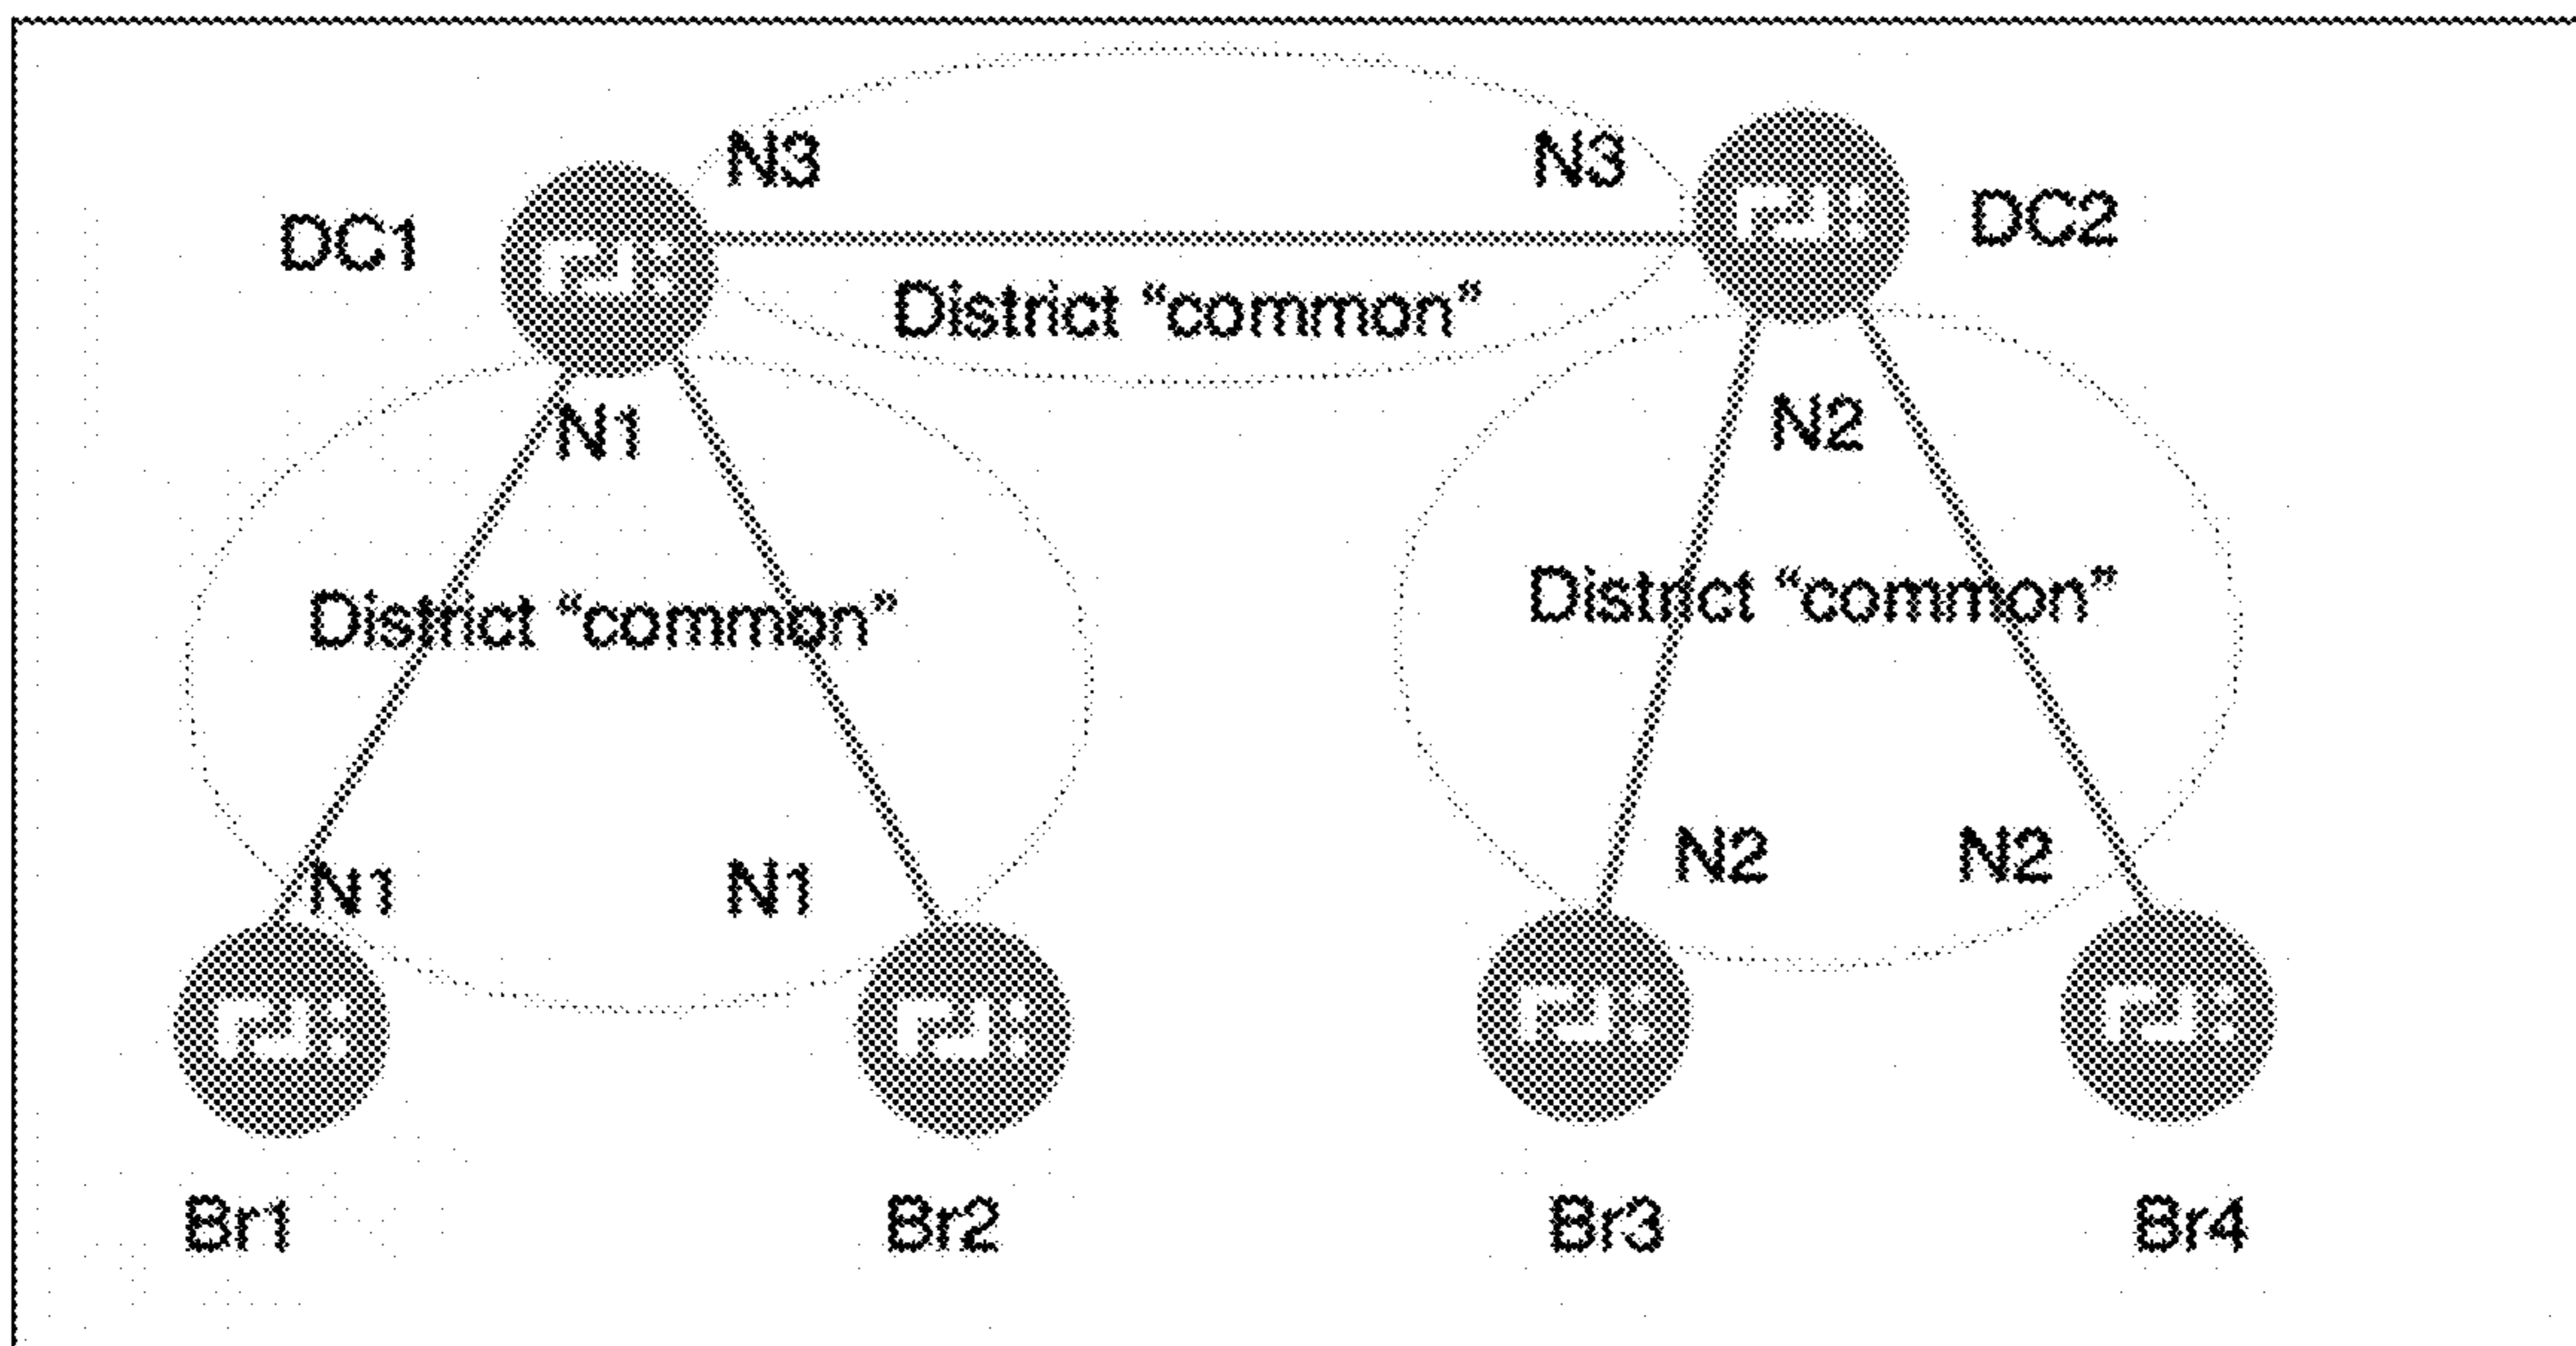 N3 N3
DC1 DC2
District “common”
N1 N2
District “common” District “common”
N1 N1 N2 N2
Br1 Br2 Br3 Br4